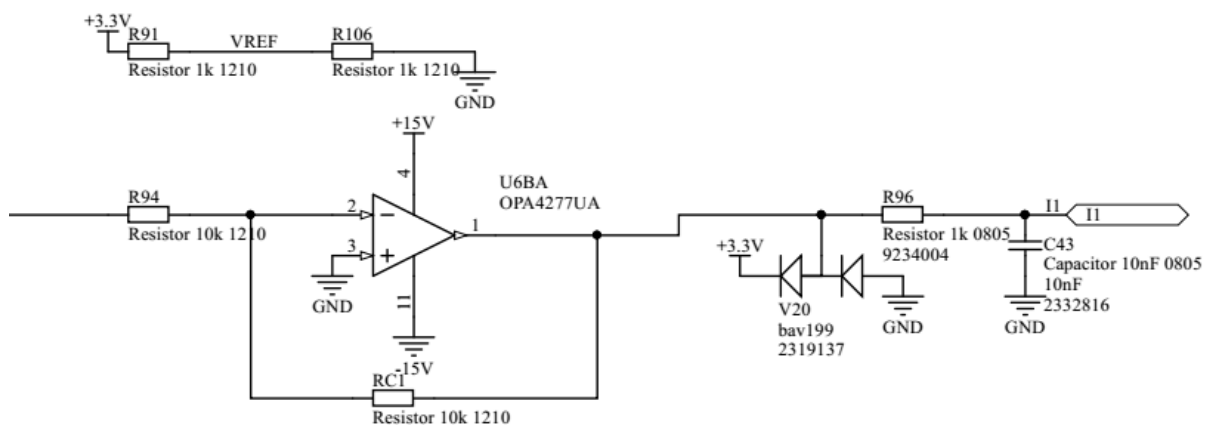 +3.3V
R91
VREF
R106
Resistor 1k 1210
Resistor 1k 1210
GND
+15V
4
U6BA
OPA4277UA
R94
2
Resistor 10k 1210
3
1
GND
11
-15V
RC1
Resistor 10k 1210
R96
Resistor 1k 0805
9234004
+3.3V
V20
bav199
2319137
GND
I1
I1
C43
Capacitor 10nF 0805
10nF
2332816
GND